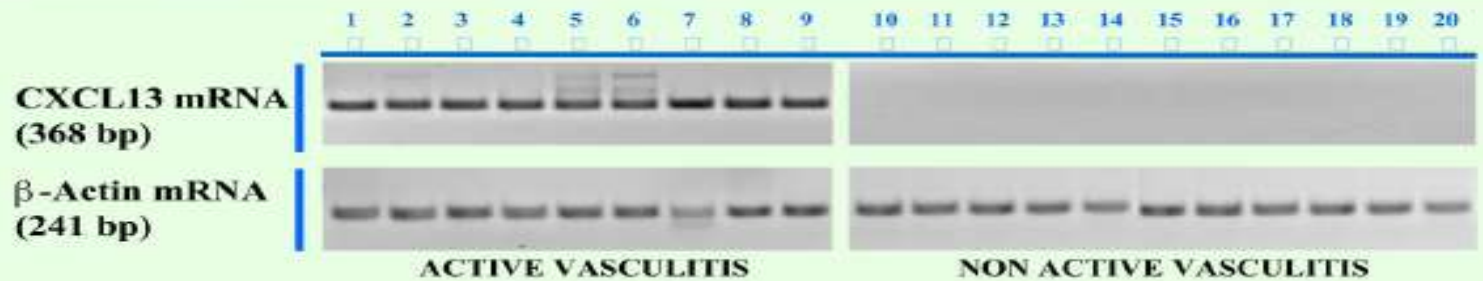 1 2 3 4 5 6 7 8 9 10 11 12 13 14 15 16 17 18 19 20
CXCL13 mRNA
(368 bp)
β-Actin mRNA
(241 bp)
ACTIVE VASCULITIS NON ACTIVE VASCULITIS